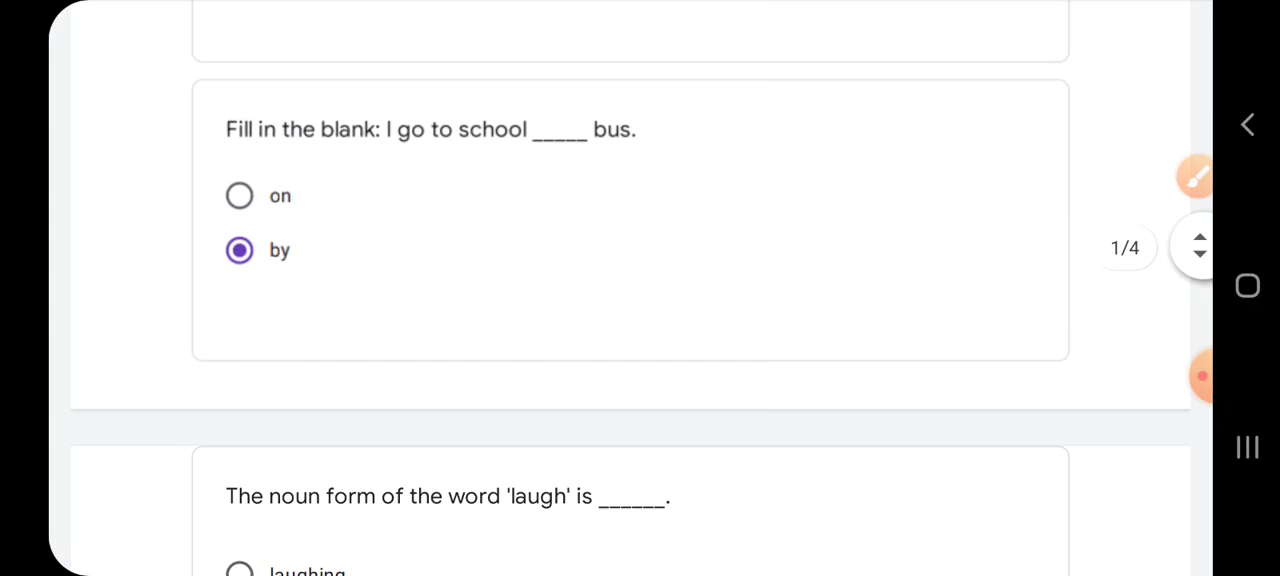 Fill in the blank: I go to school _____ bus.
on
by
1/4
The noun form of the word 'laugh' is ______.
laughing